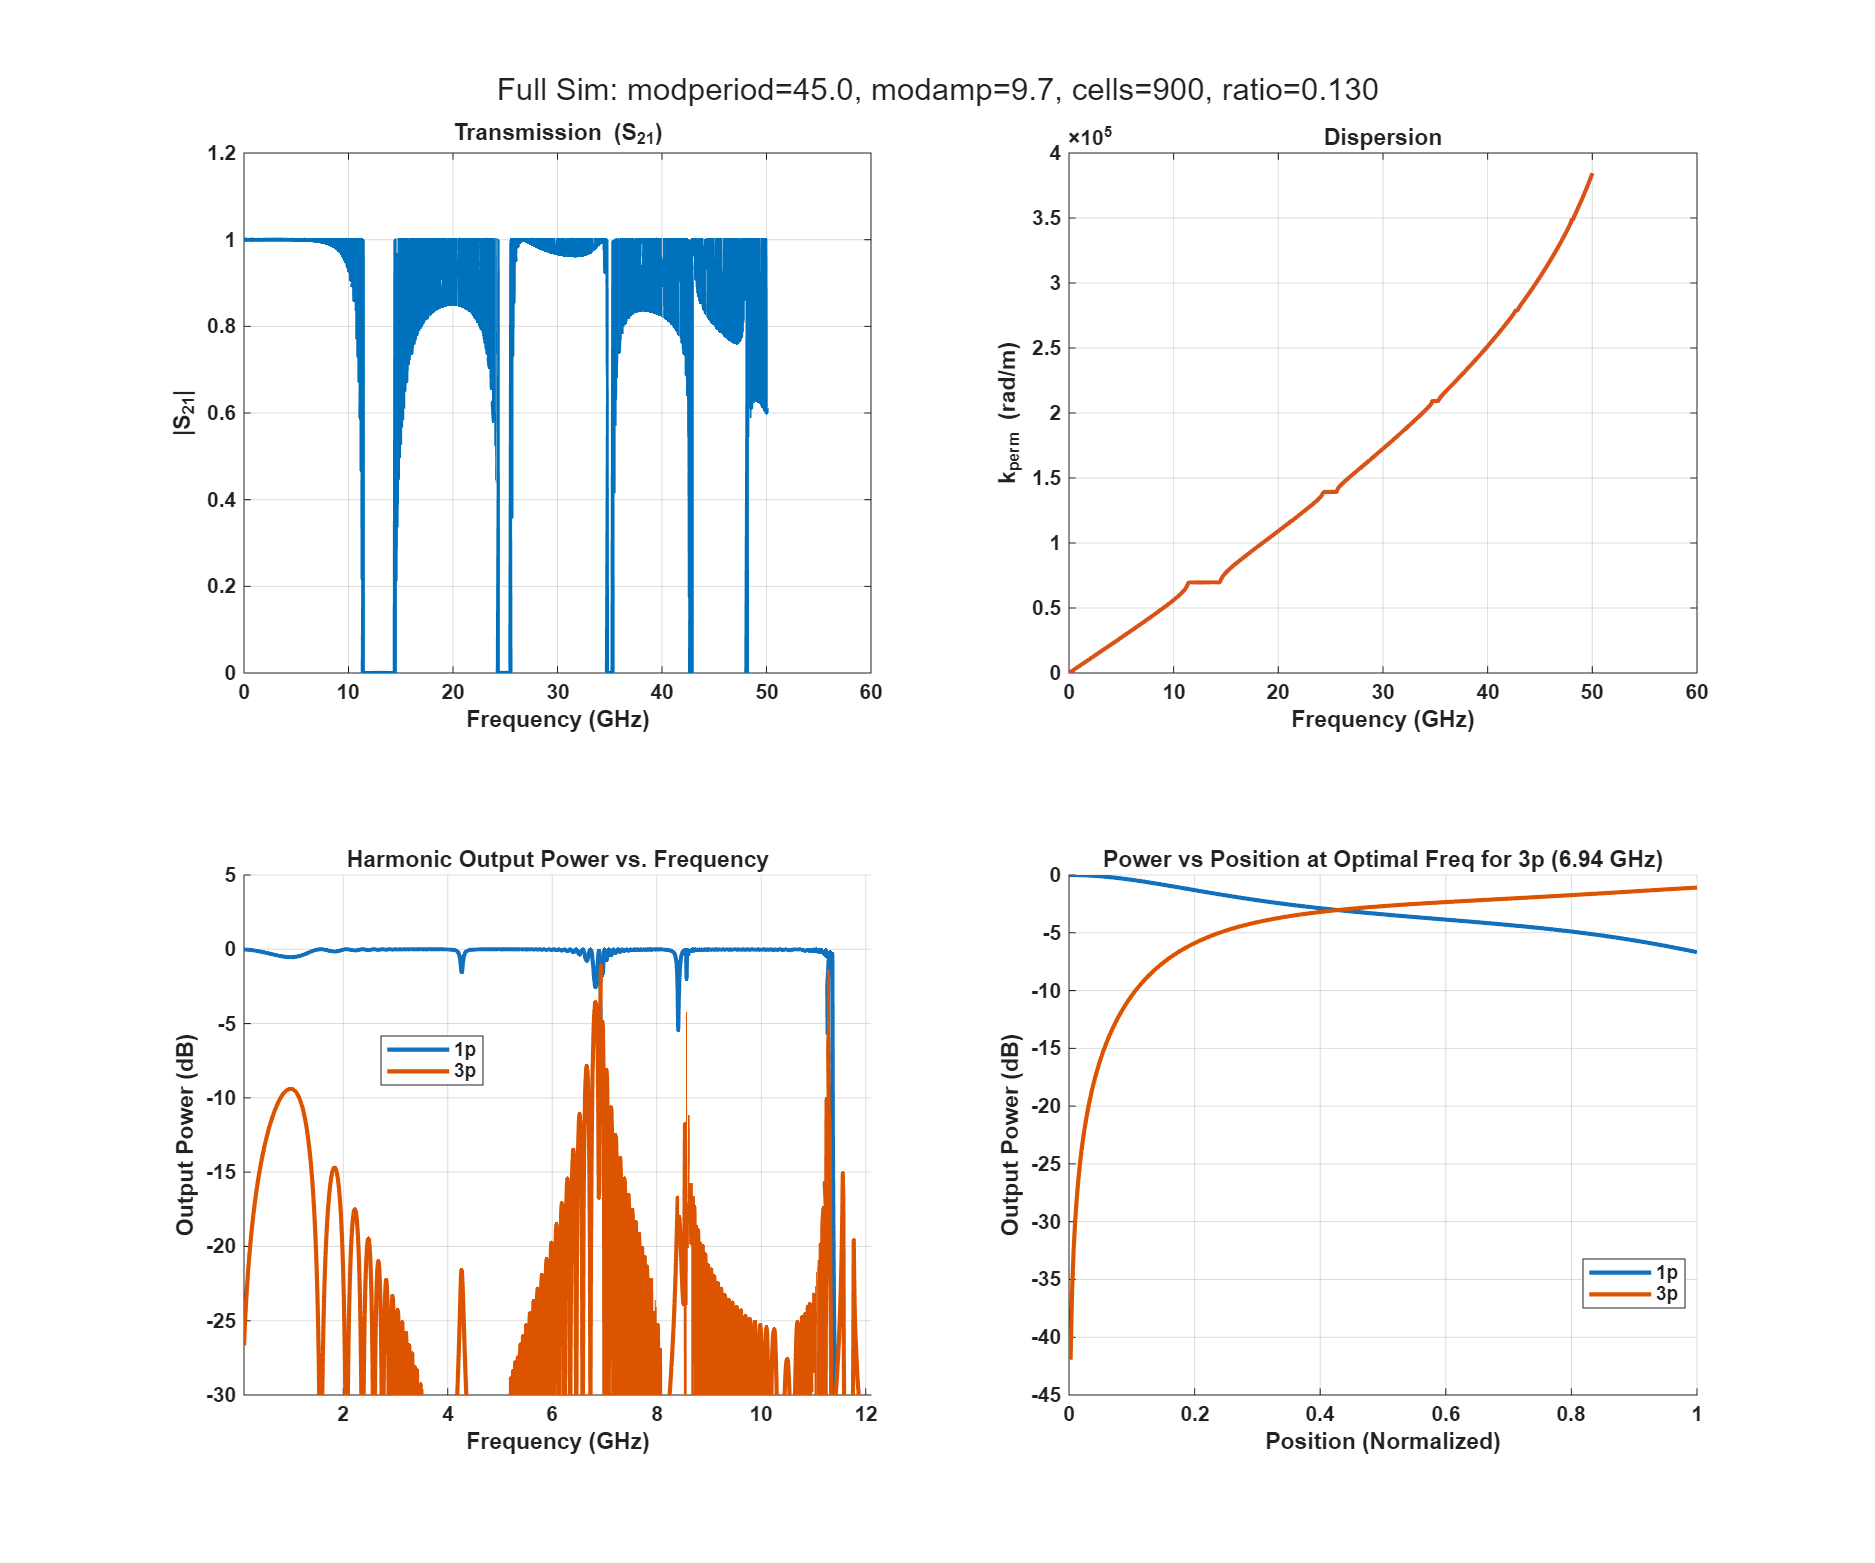 Full Sim: modperiod=45.0, modamp=9.7, cells=900, ratio=0.130
Transmission (S21)
1.2
1
0.8
0.6
0.4
0.2
0
|S21|
0 10 20 30 40 50 60
Frequency (GHz)
Dispersion
×10^5
4
3.5
3
2.5
2
1.5
1
0.5
0
kperm (rad/m)
0 10 20 30 40 50 60
Frequency (GHz)
Harmonic Output Power vs. Frequency
5
0
-5
-10
-15
-20
-25
-30
Output Power (dB)
1p
3p
2 4 6 8 10 12
Frequency (GHz)
Power vs Position at Optimal Freq for 3p (6.94 GHz)
0
-5
-10
-15
-20
-25
-30
-35
-40
-45
Output Power (dB)
1p
3p
0 0.2 0.4 0.6 0.8 1
Position (Normalized)